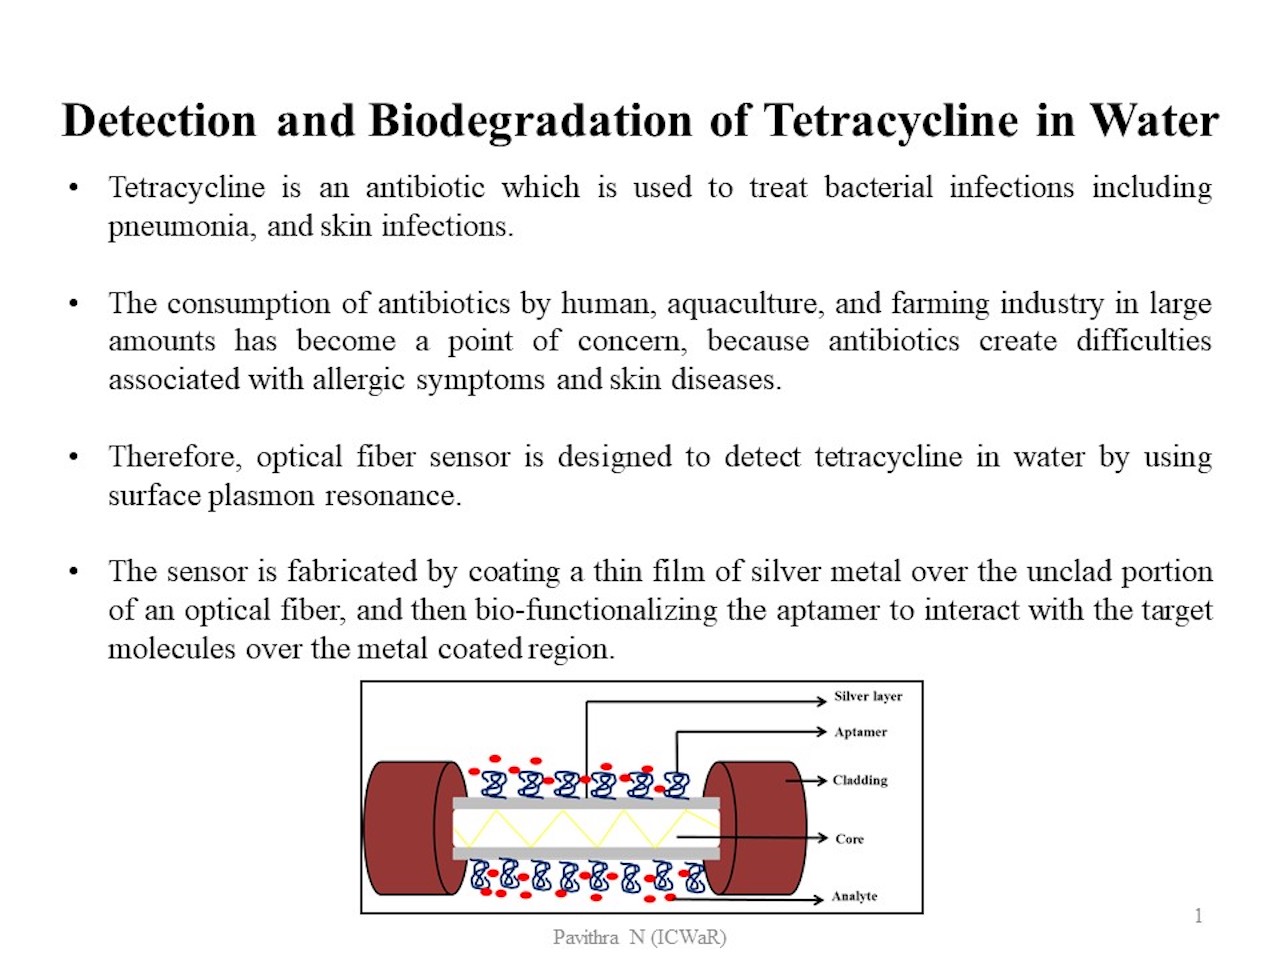 Detection and Biodegradation of Tetracycline in Water
• Tetracycline is an antibiotic which is used to treat bacterial infections including
pneumonia, and skin infections.
• The consumption of antibiotics by human, aquaculture, and farming industry in large
amounts has become a point of concern, because antibiotics create difficulties
associated with allergic symptoms and skin diseases.
• Therefore, optical fiber sensor is designed to detect tetracycline in water by using
surface plasmon resonance.
• The sensor is fabricated by coating a thin film of silver metal over the unclad portion
of an optical fiber, and then bio-functionalizing the aptamer to interact with the target
molecules over the metal coated region.
Silver layer
Aptamer
Cladding
Core
Analyte
Pavithra N (ICWaR)
1